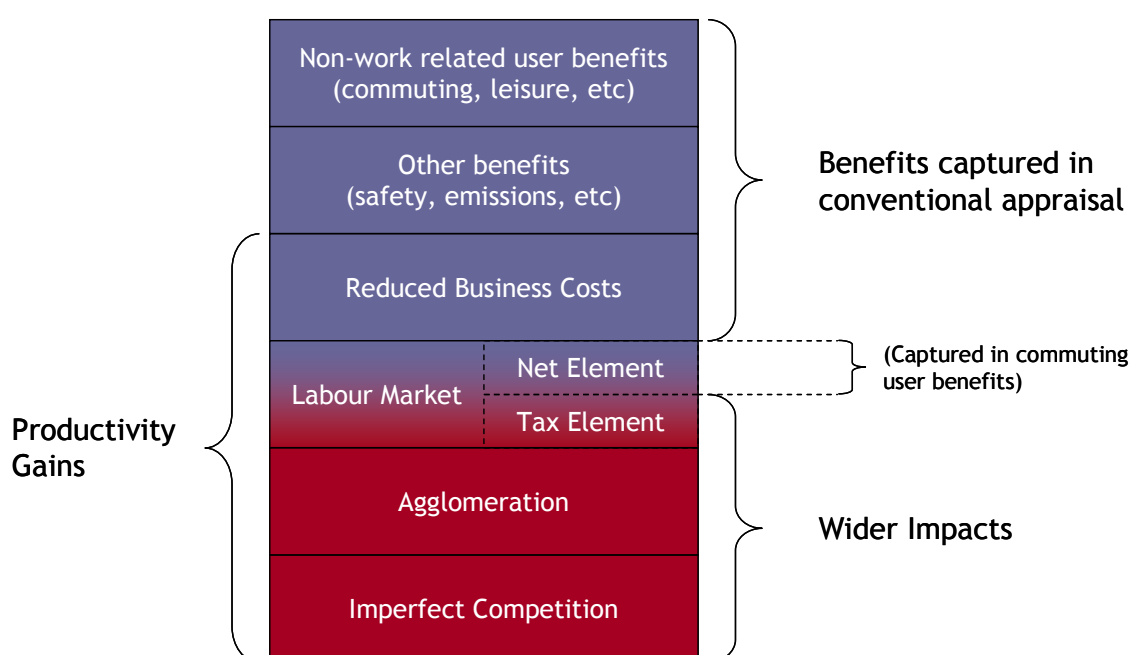 Non-work related user benefits
(commuting, leisure, etc)
Other benefits
(safety, emissions, etc)
Benefits captured in
conventional appraisal
Reduced Business Costs
Net Element
(Captured in commuting
user benefits)
Labour Market
Tax Element
Productivity
Gains
Agglomeration
Wider Impacts
Imperfect Competition